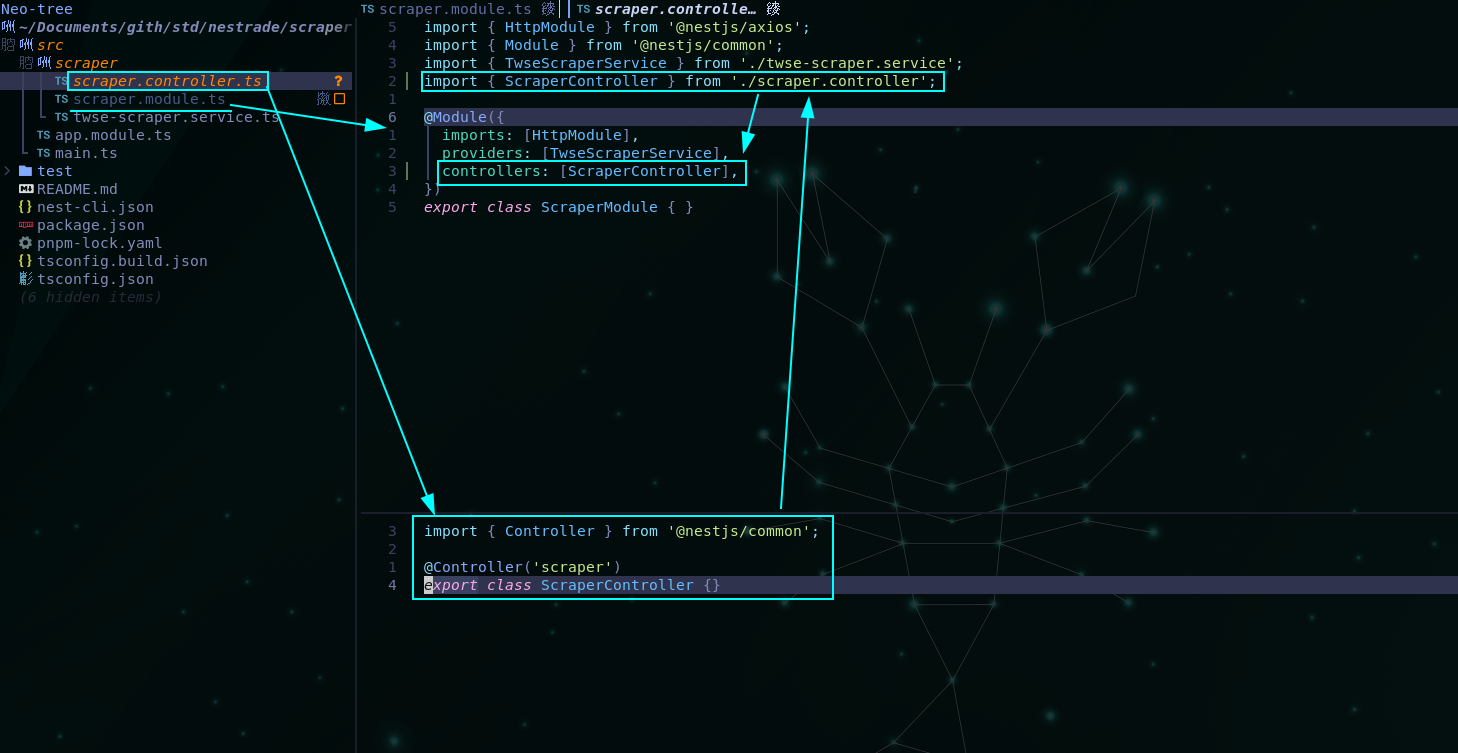 Neo-tree
~/Documents/gith/std/nestrade/scraper
src
scraper
TS scraper.controller.ts ?
TS scraper.module.ts
TS twse-scraper.service.ts
TS app.module.ts
TS main.ts
test
README.md
{} nest-cli.json
package.json
pnpm-lock.yaml
{} tsconfig.build.json
tsconfig.json
(6 hidden items)
TS scraper.module.ts TS scraper.controlle…
5 import { HttpModule } from '@nestjs/axios';
4 import { Module } from '@nestjs/common';
3 import { TwseScraperService } from './twse-scraper.service';
2 import { ScraperController } from './scraper.controller';
1
6 @Module({
1 imports: [HttpModule],
2 providers: [TwseScraperService],
3 controllers: [ScraperController],
4 })
5 export class ScraperModule { }
3 import { Controller } from '@nestjs/common';
2
1 @Controller('scraper')
4 export class ScraperController {}